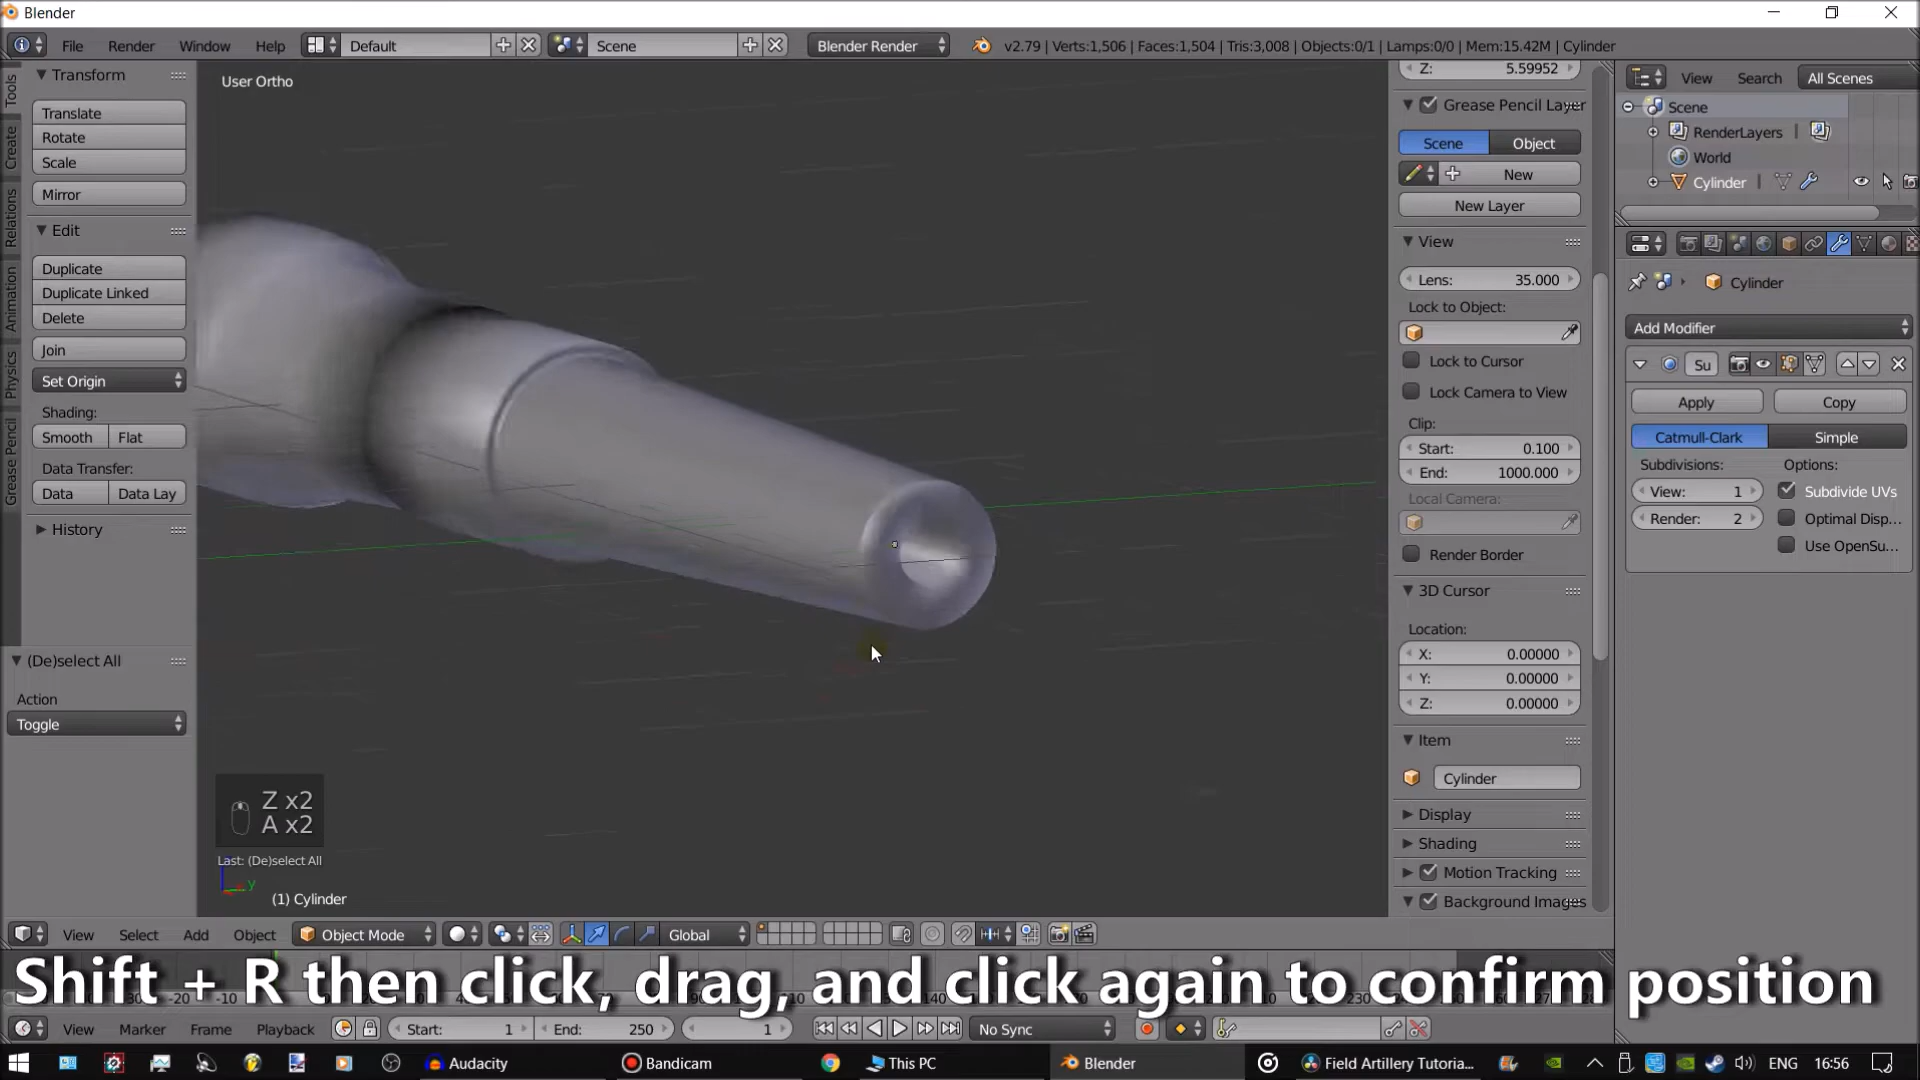 Blender
File Render Window Help Default Scene Blender Render v2.79 | Verts:1,506 | Faces:1,504 | Tris:3,008 | Objects:0/1 | Lamps:0/0 | Mem:15.42M | Cylinder
Tools
Create
Relations
Animation
Physics
Grease Pencil
Transform
Translate
Rotate
Scale
Mirror
Edit
Duplicate
Duplicate Linked
Delete
Join
Set Origin
Shading:
Smooth Flat
Data Transfer:
Data Data Lay
History
(De)select All
Action
Toggle
User Ortho
Z x2
A x2
Last: (De)select All
y
(1) Cylinder
Z: 5.59952
Grease Pencil Layer
Scene Object
New
New Layer
View
Lens: 35.000
Lock to Object:
Lock to Cursor
Lock Camera to View
Clip:
Start: 0.100
End: 1000.000
Local Camera:
Render Border
3D Cursor
Location:
X: 0.00000
Y: 0.00000
Z: 0.00000
Item
Cylinder
Display
Shading
Motion Tracking
Background Images
View Search All Scenes
Scene
RenderLayers
World
Cylinder
Cylinder
Add Modifier
Su
Apply Copy
Catmull-Clark Simple
Subdivisions: Options:
View: 1 Subdivide UVs
Render: 2 Optimal Disp...
Use OpenSu...
View Select Add Object Object Mode Global
Shift + R then click, drag, and click again to confirm position
View Marker Frame Playback Start: 1 End: 250 1 No Sync
Audacity Bandicam This PC Blender Field Artillery Tutoria... ENG 16:56